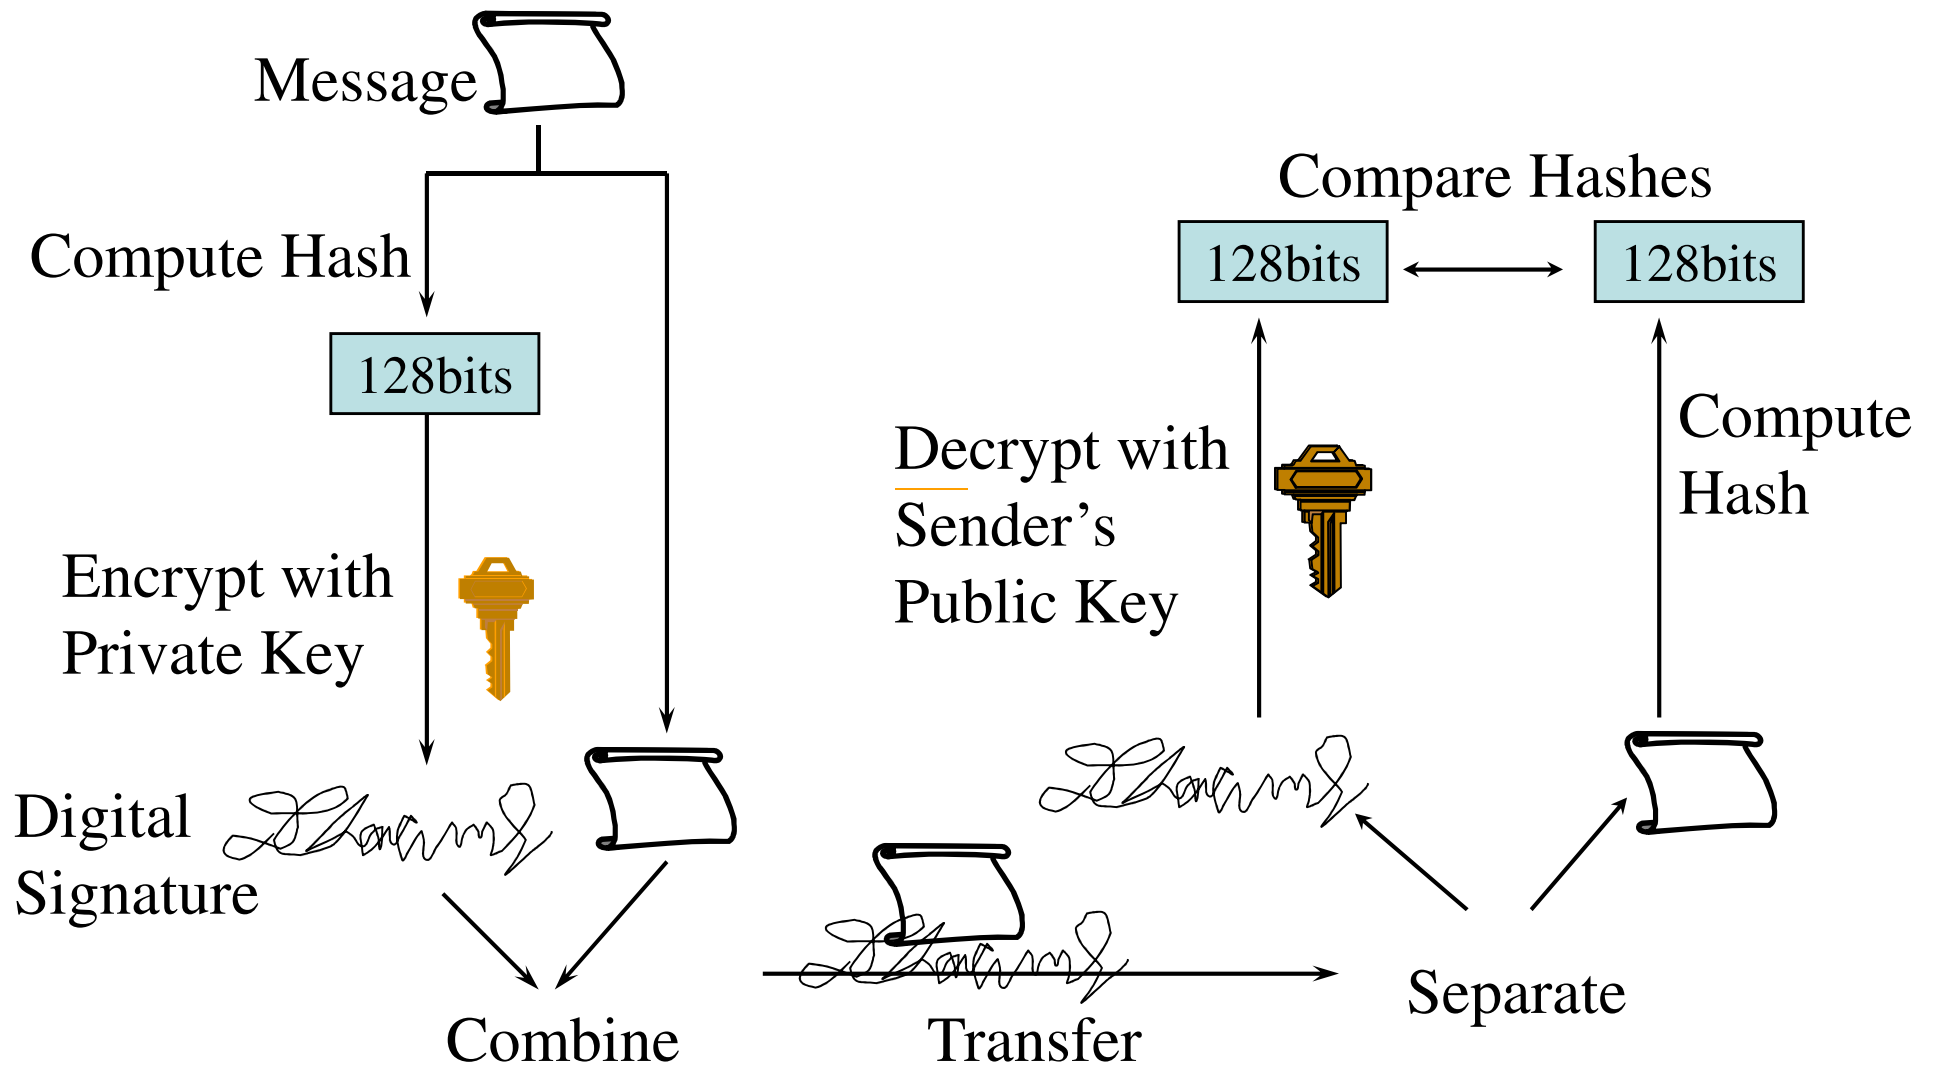 Message
Compute Hash
128bits
Encrypt with
Private Key
Digital
Signature
Combine
Transfer
Separate
Decrypt with
Sender’s
Public Key
Compute
Hash
128bits
128bits
Compare Hashes